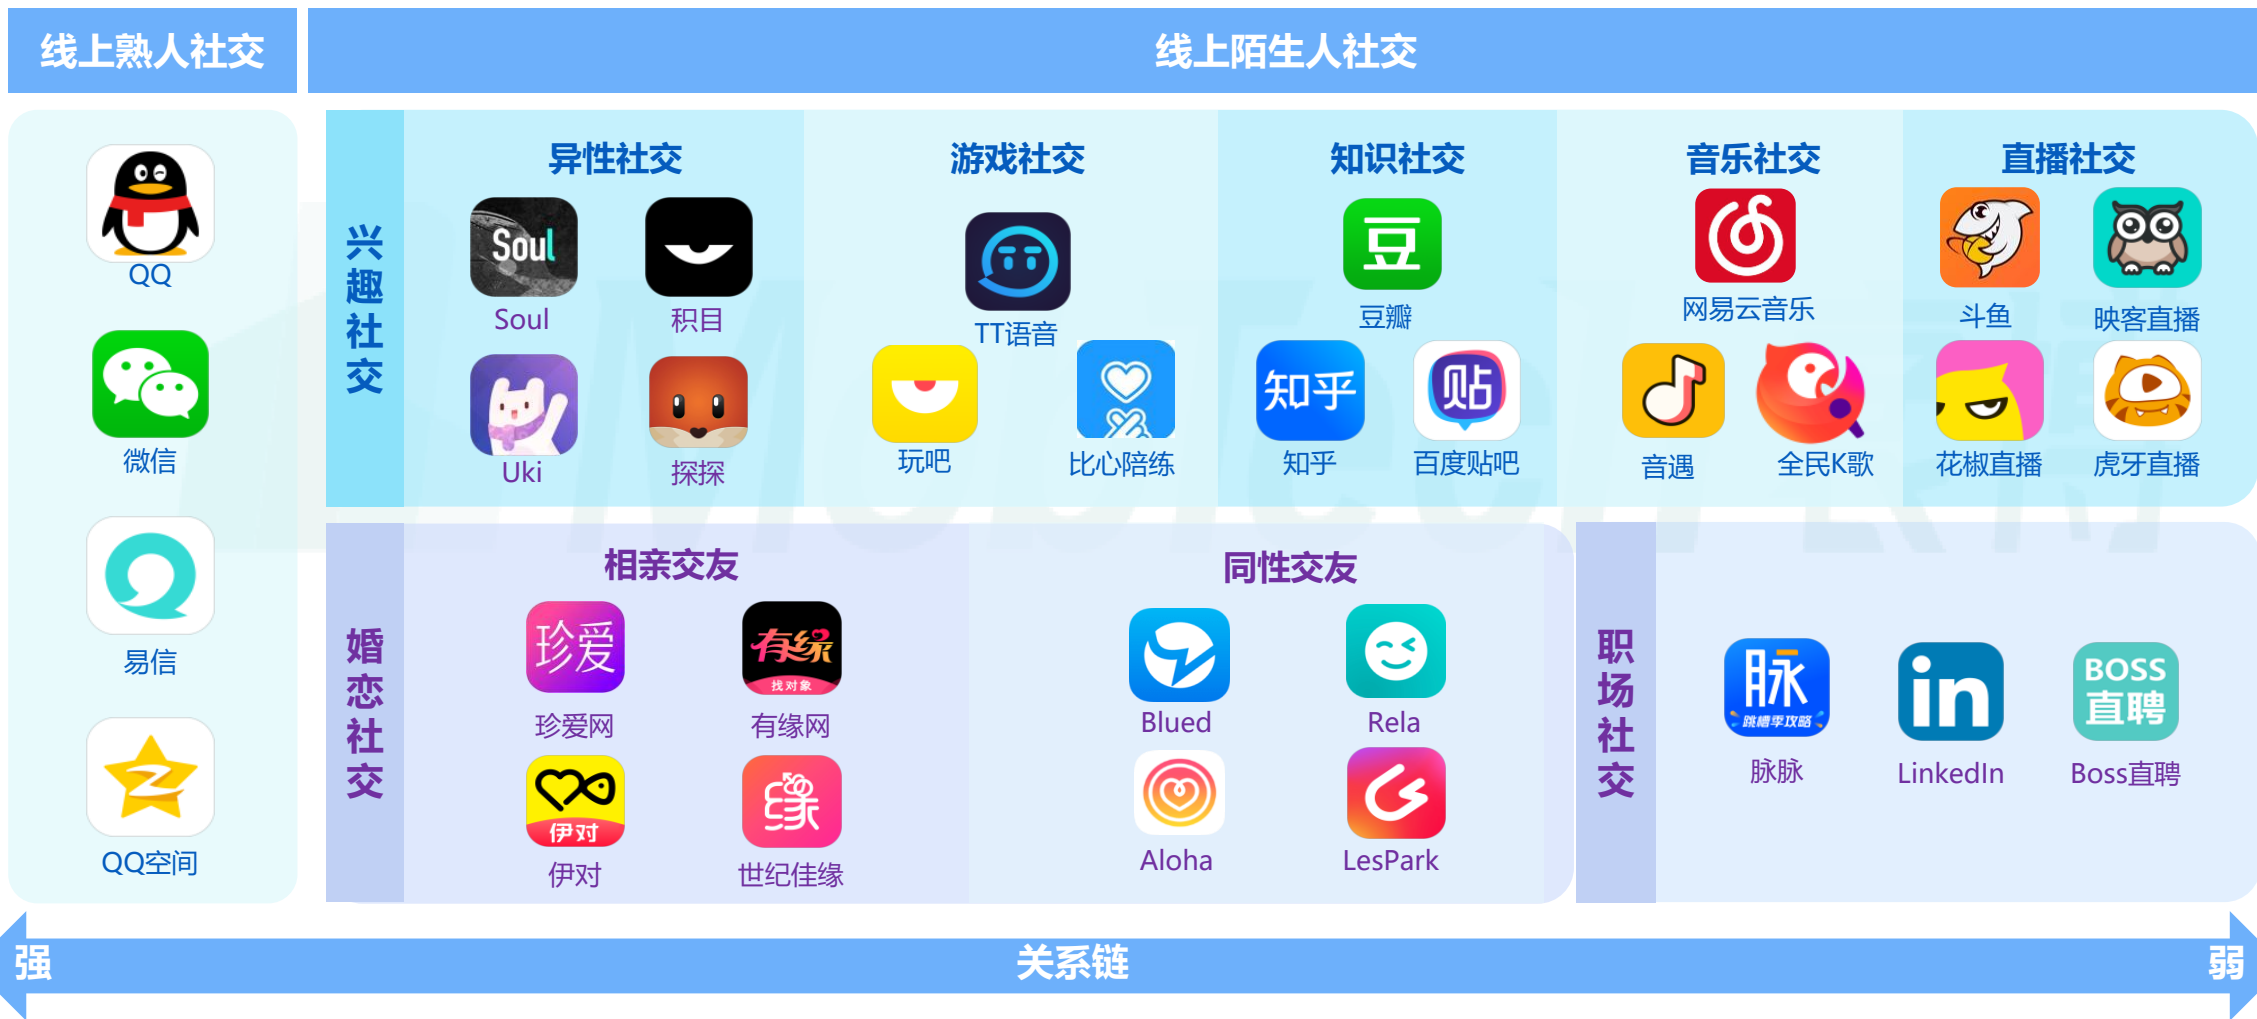 线上熟人社交
线上陌生人社交
QQ
微信
易信
QQ空间
兴趣社交
异性社交
Soul
Soul
积目
Uki
探探
游戏社交
TT语音
玩吧
比心陪练
知识社交
豆
豆瓣
知乎
知乎
贴
百度贴吧
音乐社交
网易云音乐
音遇
全民K歌
直播社交
斗鱼
映客直播
花椒直播
虎牙直播
婚恋社交
相亲交友
珍爱
珍爱网
有缘
找对象
有缘网
伊对
伊对
缘
世纪佳缘
同性交友
Blued
Rela
Aloha
LesPark
职场社交
脉
跳槽季攻略
脉脉
in
LinkedIn
BOSS
直聘
Boss直聘
强
关系链
弱
MobTech